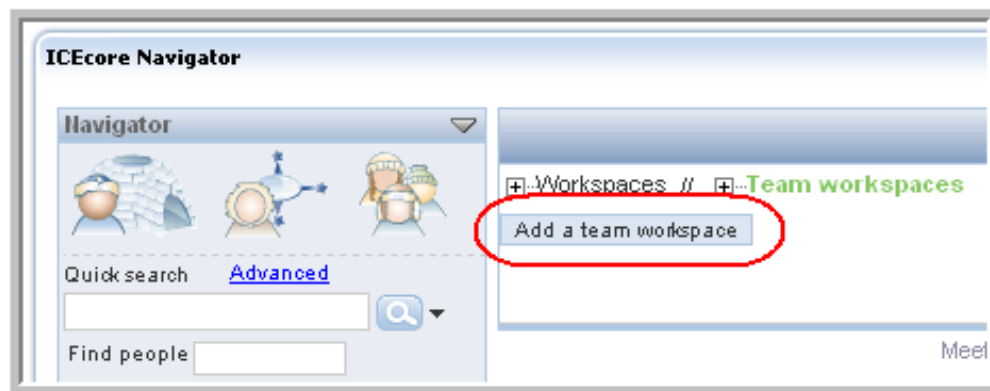 ICEcore Navigator
Navigator
Workspaces // Team workspaces
Add a team workspace
Quick search Advanced
Find people
Meet